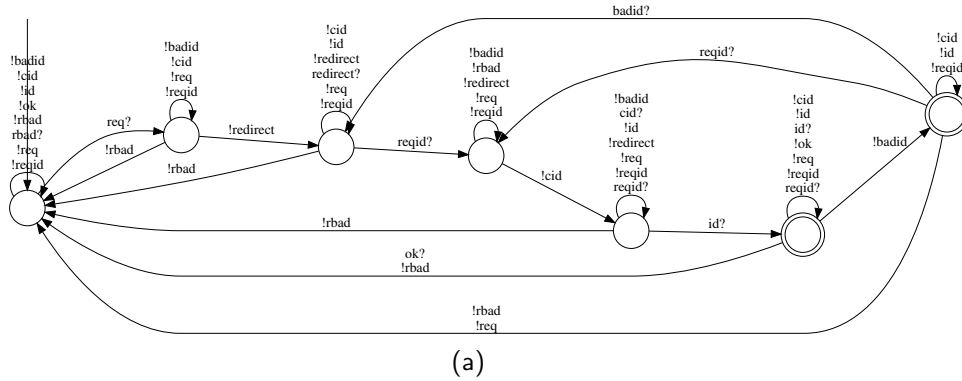 !badid
!cid
!id
!ok
!rbad
rbad?
!req
!reqid
req?
!rbad
!badid
!cid
!req
!reqid
!redirect
!rbad
!cid
!id
!redirect
redirect?
!req
!reqid
reqid?
!badid
!rbad
!redirect
!req
!reqid
!cid
badid?
reqid?
!badid
cid?
!id
!redirect
!req
!reqid
reqid?
id?
!rbad
!cid
!id
id?
!ok
!req
!reqid
reqid?
!badid
ok?
!rbad
!cid
!id
!reqid
!rbad
!req
(a)